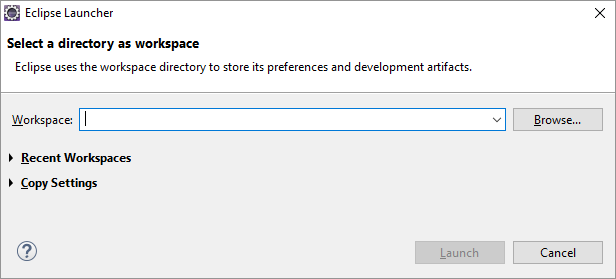 Eclipse Launcher
Select a directory as workspace
Eclipse uses the workspace directory to store its preferences and development artifacts.
Workspace: Browse...
Recent Workspaces
Copy Settings
? Launch Cancel